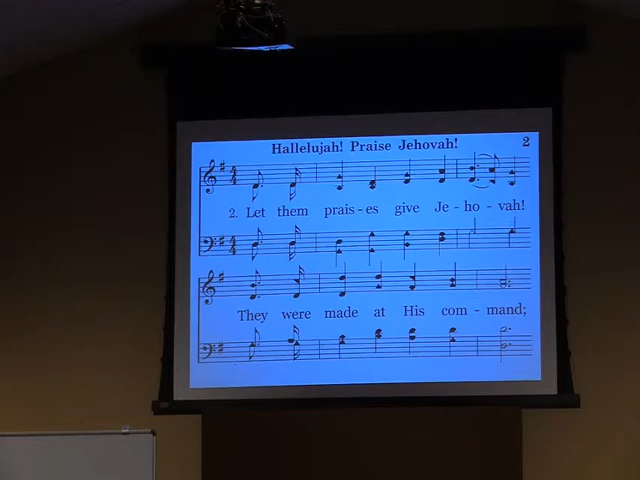 Hallelujah! Praise Jehovah!
2
2. Let them prais - es give Je - ho - vah!
They were made at His com - mand;